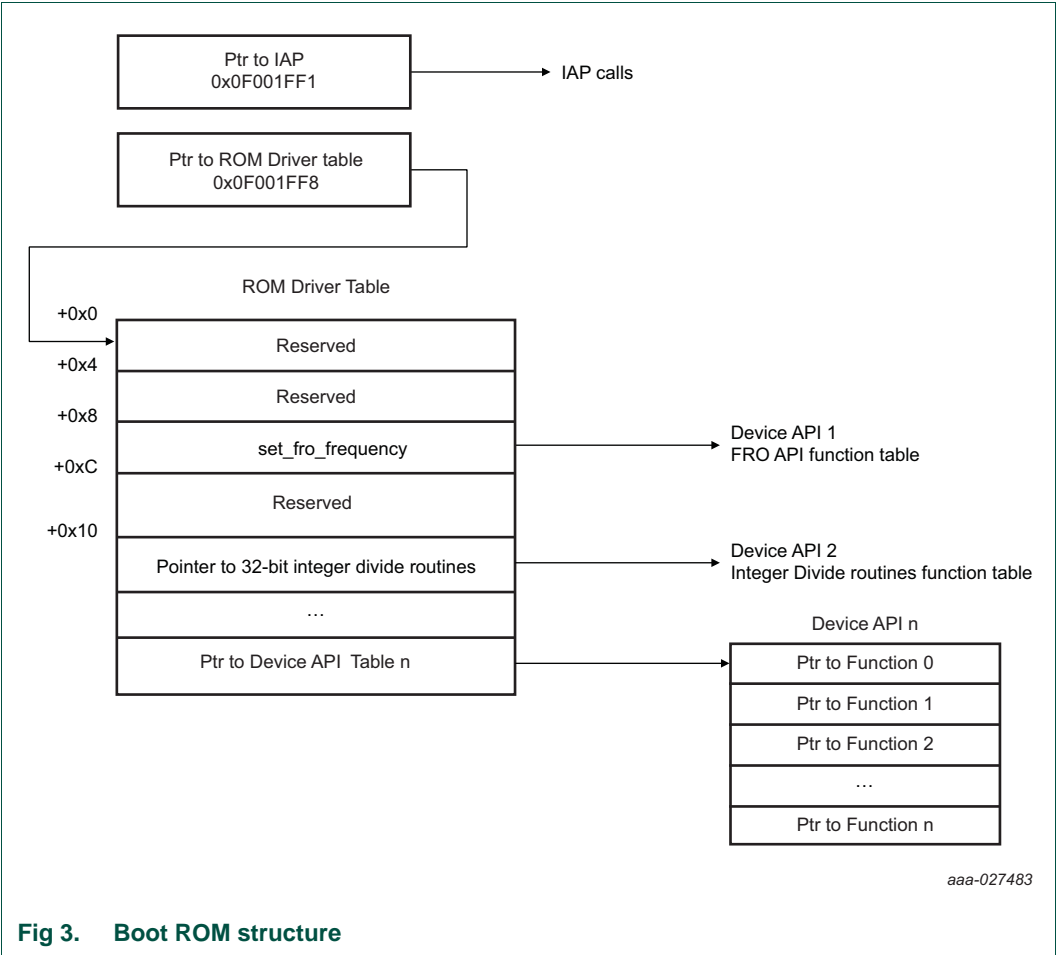 Ptr to IAP
0x0F001FF1
IAP calls
Ptr to ROM Driver table
0x0F001FF8
ROM Driver Table
+0x0
Reserved
+0x4
Reserved
+0x8
set_fro_frequency
Device API 1
FRO API function table
+0xC
Reserved
+0x10
Pointer to 32-bit integer divide routines
Device API 2
Integer Divide routines function table
...
Device API n
Ptr to Device API Table n
Ptr to Function 0
Ptr to Function 1
Ptr to Function 2
...
Ptr to Function n
aaa-027483
Fig 3. Boot ROM structure